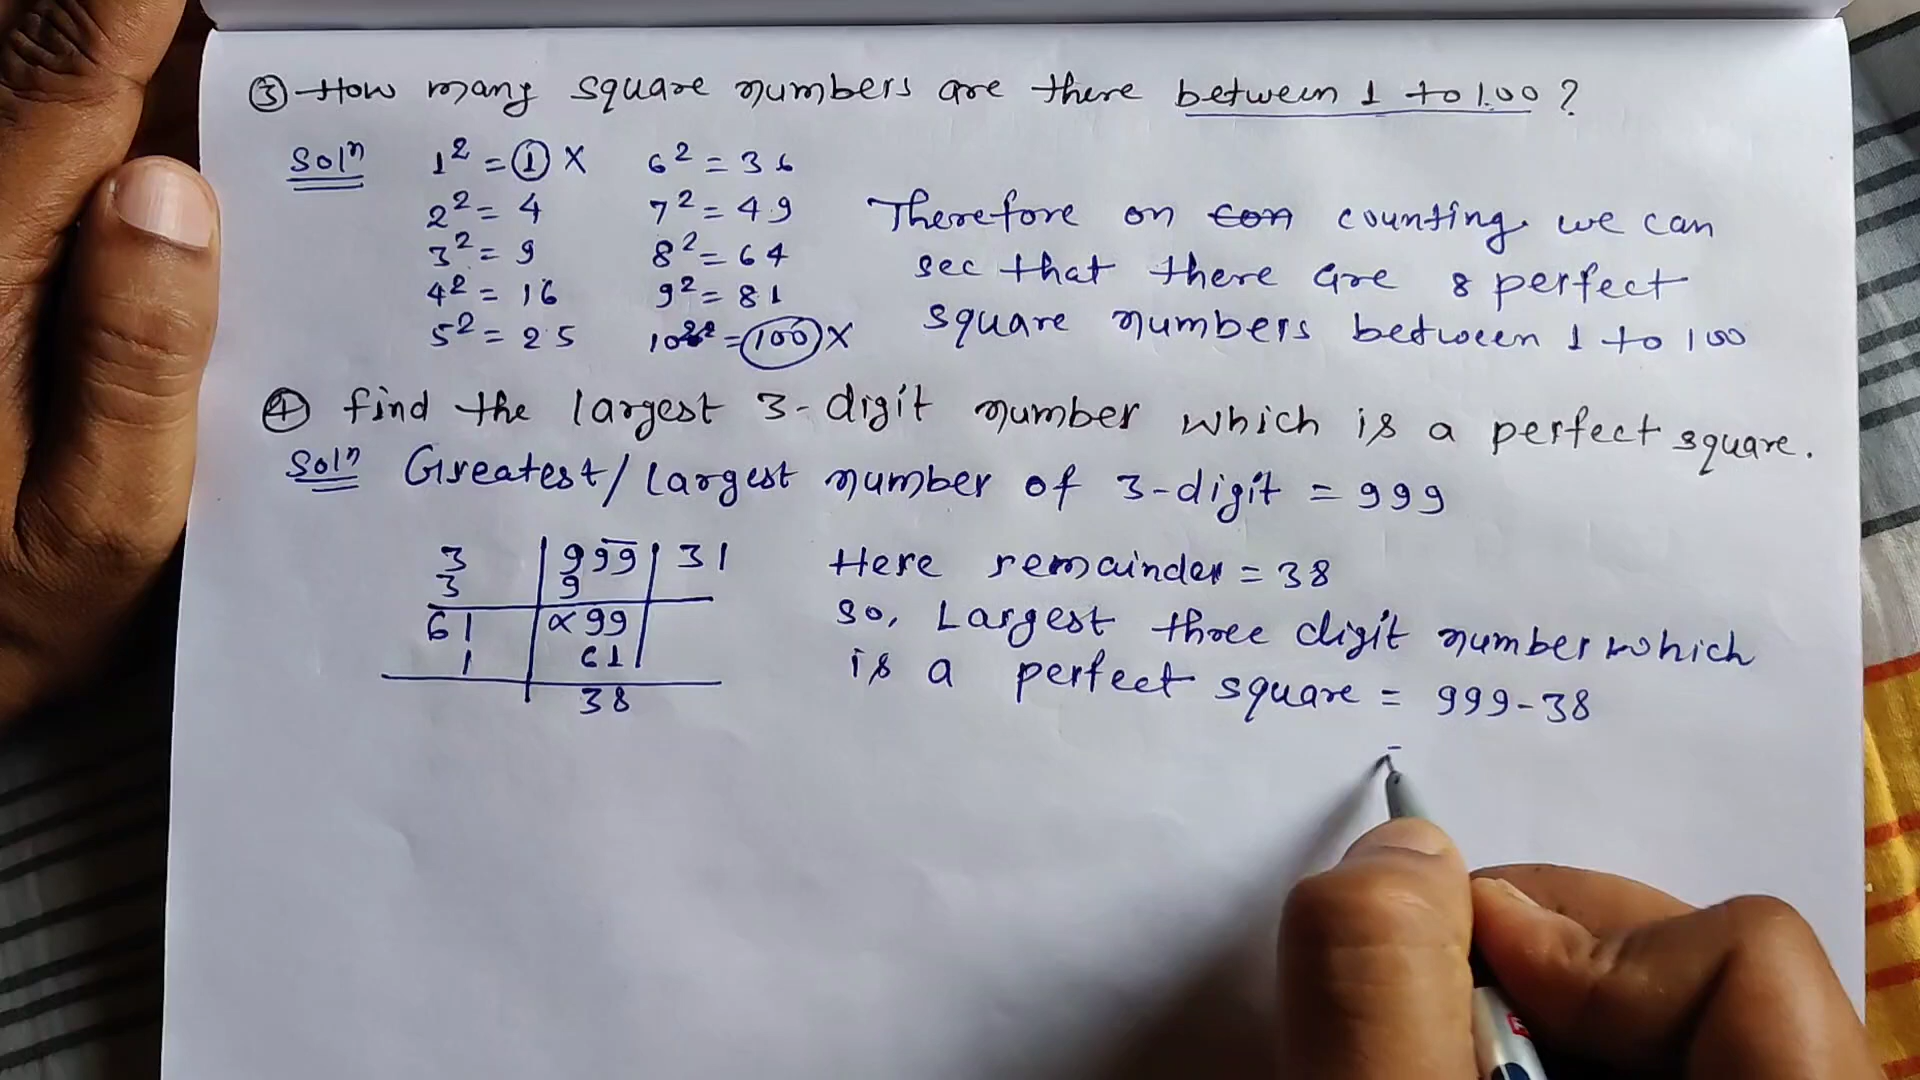 ③ How many square numbers are there between 1 to 100 ?
Solⁿ 1² = 1 X 6² = 36
2² = 4 7² = 49
3² = 9 8² = 64
4² = 16 9² = 81
5² = 25 10² = 100 X
Therefore on con counting we can
see that there are 8 perfect
square numbers between 1 to 100
④ find the largest 3-digit number which is a perfect square.
Solⁿ Greatest/largest number of 3-digit = 999
3 | 999 | 31
3 9
61 x99
1 61
38
Here remainder = 38
so, Largest three digit number which
is a perfect square = 999-38
=